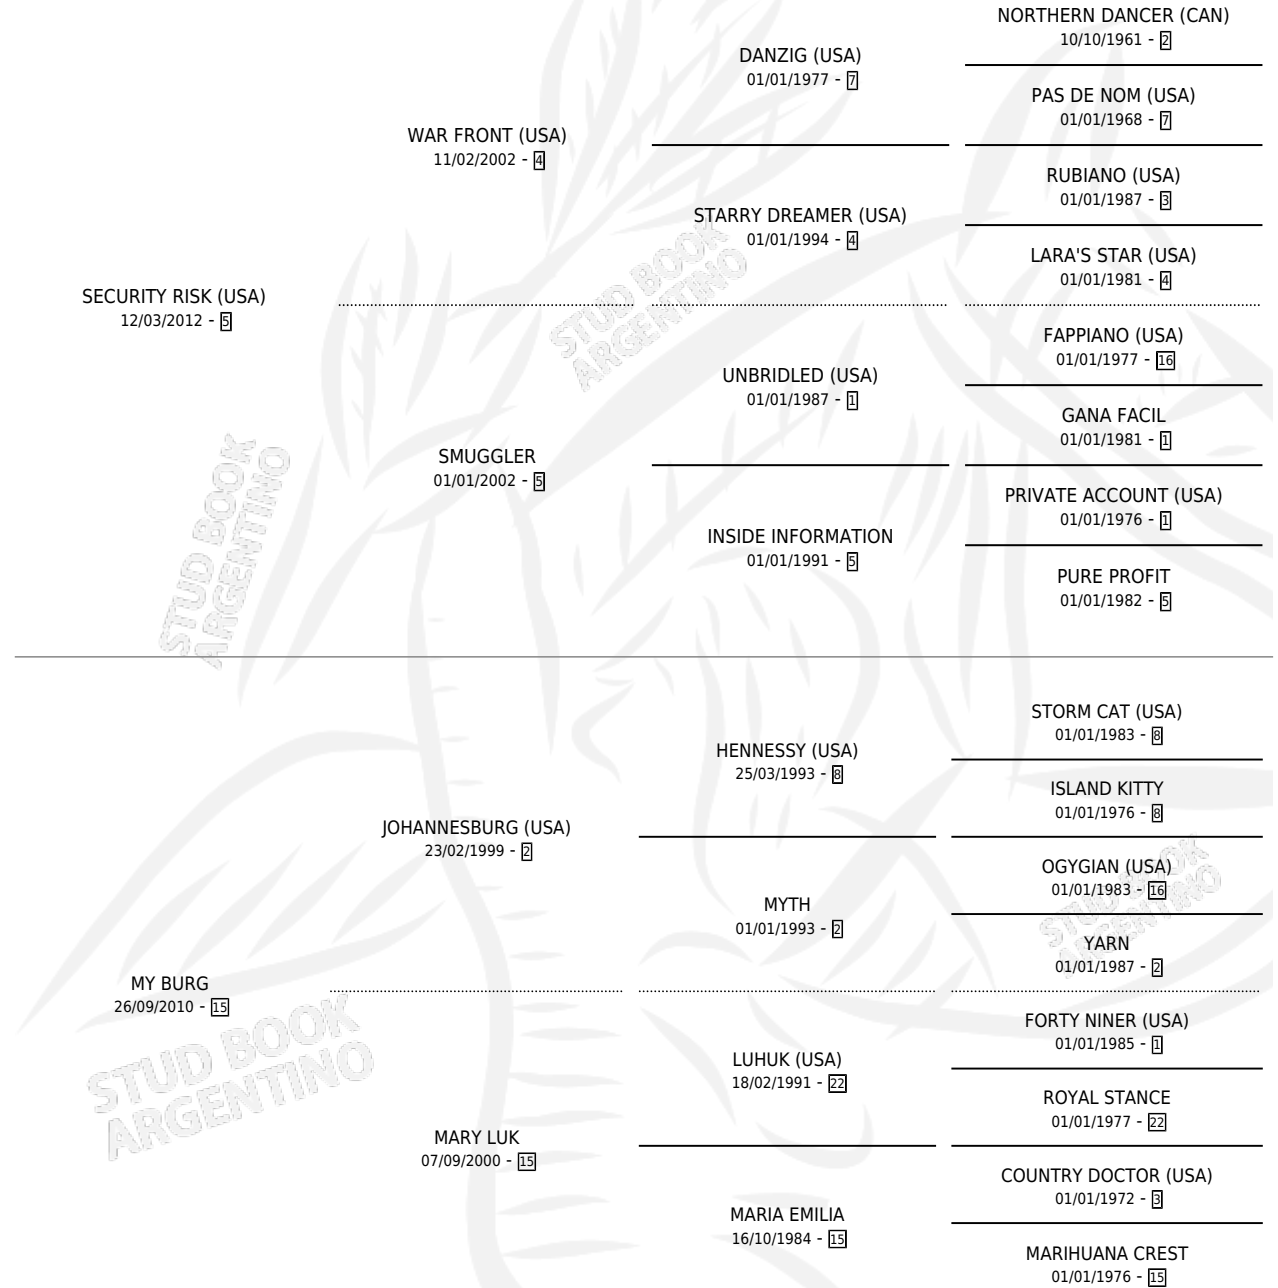 NORTHERN DANCER (CAN)
10/10/1961 - 2
DANZIG (USA)
01/01/1977 - 7
PAS DE NOM (USA)
01/01/1968 - 7
WAR FRONT (USA)
11/02/2002 - 4
RUBIANO (USA)
01/01/1987 - 3
STARRY DREAMER (USA)
01/01/1994 - 4
LARA'S STAR (USA)
01/01/1981 - 4
SECURITY RISK (USA)
12/03/2012 - 5
FAPPIANO (USA)
01/01/1977 - 16
UNBRIDLED (USA)
01/01/1987 - 1
GANA FACIL
01/01/1981 - 1
SMUGGLER
01/01/2002 - 5
PRIVATE ACCOUNT (USA)
01/01/1976 - 1
INSIDE INFORMATION
01/01/1991 - 5
PURE PROFIT
01/01/1982 - 5
STORM CAT (USA)
01/01/1983 - 8
HENNESSY (USA)
25/03/1993 - 8
ISLAND KITTY
01/01/1976 - 8
JOHANNESBURG (USA)
23/02/1999 - 2
OGYGIAN (USA)
01/01/1983 - 16
MYTH
01/01/1993 - 2
YARN
01/01/1987 - 2
MY BURG
26/09/2010 - 15
FORTY NINER (USA)
01/01/1985 - 1
LUHUK (USA)
18/02/1991 - 22
ROYAL STANCE
01/01/1977 - 22
MARY LUK
07/09/2000 - 15
COUNTRY DOCTOR (USA)
01/01/1972 - 3
MARIA EMILIA
16/10/1984 - 15
MARIHUANA CREST
01/01/1976 - 15
STUD BOOK
ARGENTINO
STUD BOOK
ARGENTINO
STUD BOOK
ARGENTINO
STUD BOOK
ARGENTINO